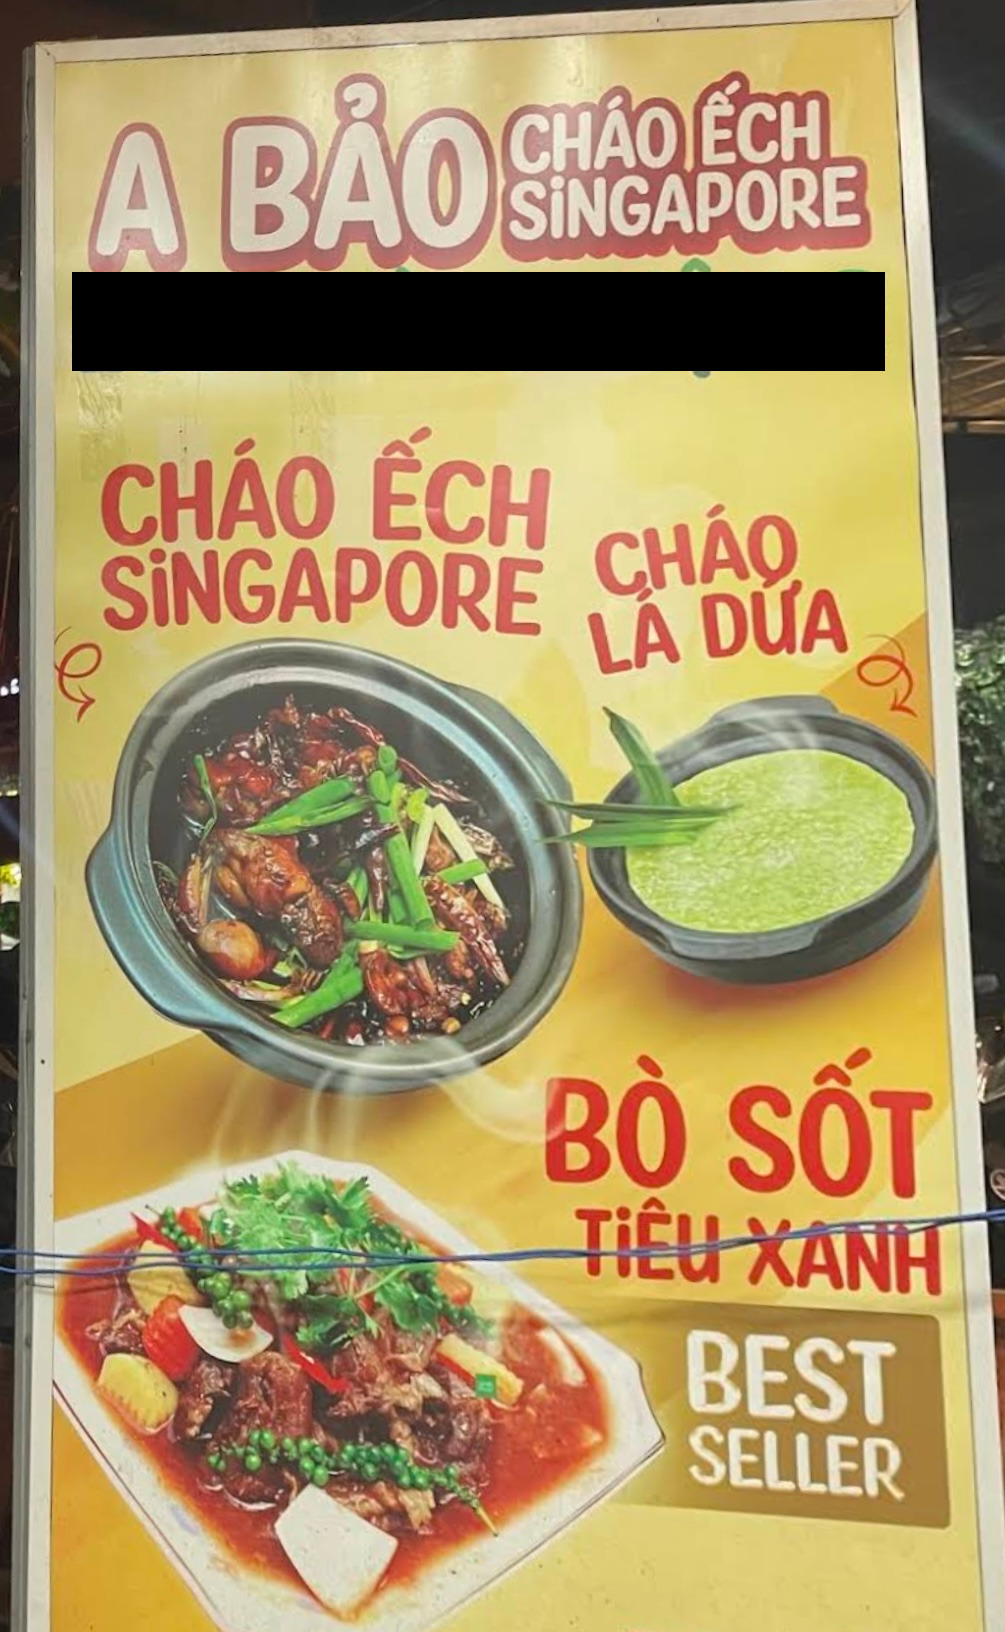 A BẢO
CHÁO ẾCH
SiNGAPORE
CHÁO ẾCH
SiNGAPORE
CHÁO
LÁ DỨA
BÒ SỐT
TiÊU XANH
BEST
SELLER